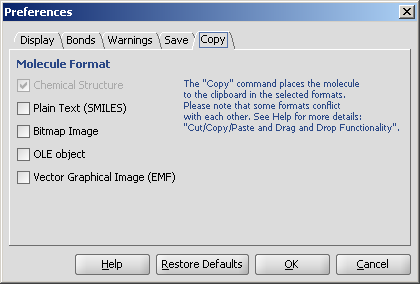 Preferences
Display Bonds Warnings Save Copy
Molecule Format
Chemical Structure
Plain Text (SMILES)
Bitmap Image
OLE object
Vector Graphical Image (EMF)
The "Copy" command places the molecule
to the clipboard in the selected formats.
Please note that some formats conflict
with each other. See Help for more details:
"Cut/Copy/Paste and Drag and Drop Functionality".
Help Restore Defaults OK Cancel